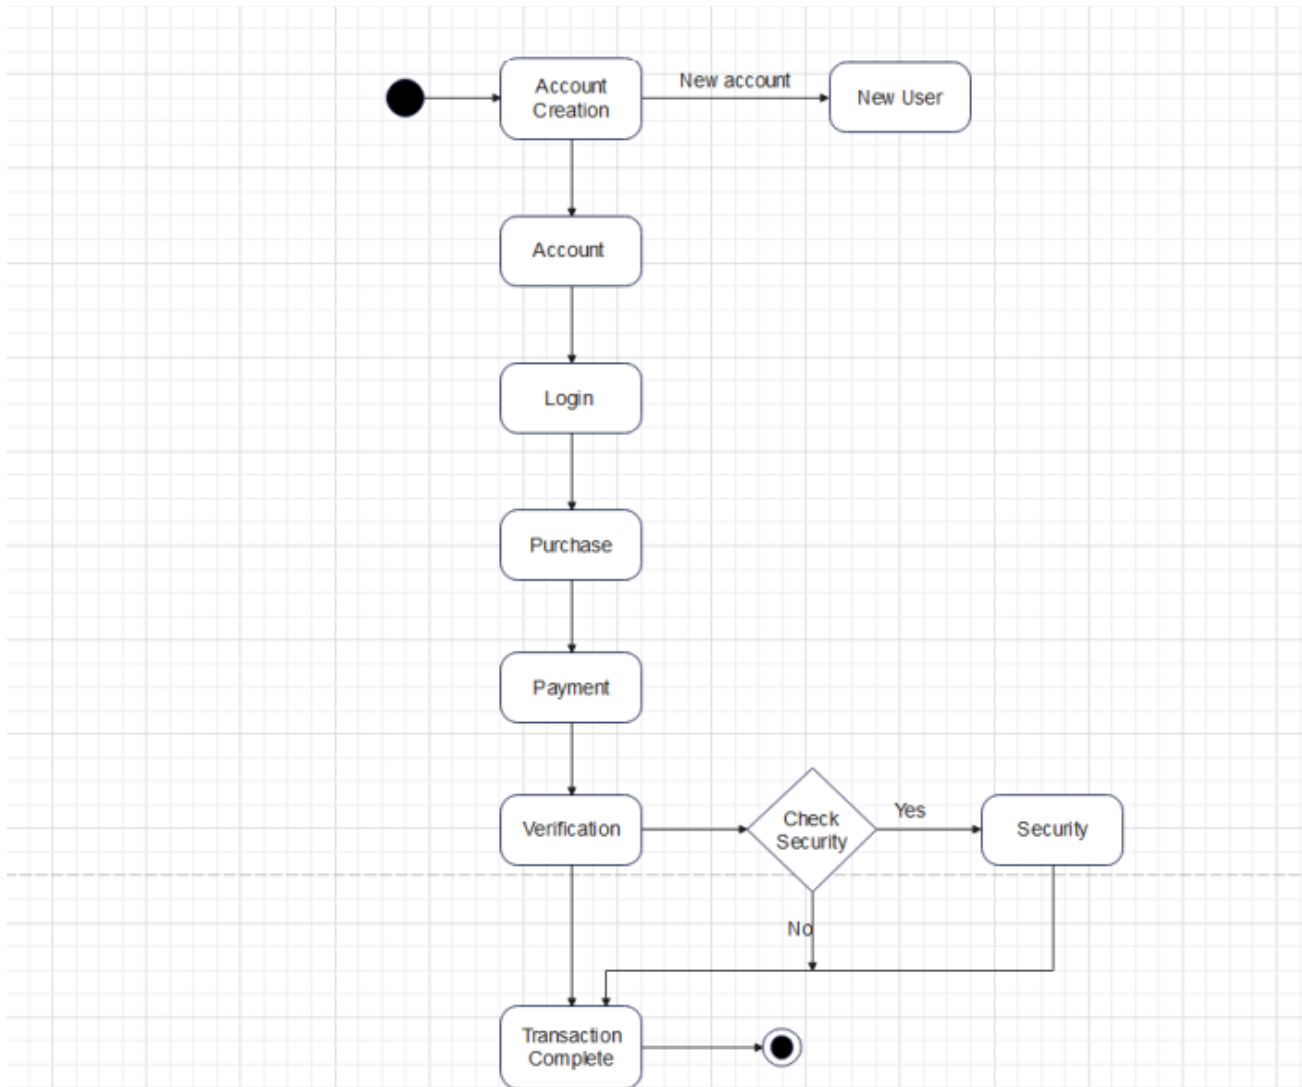 Account
Creation
New account
New User
Account
Login
Purchase
Payment
Verification
Check
Security
Yes
Security
No
Transaction
Complete